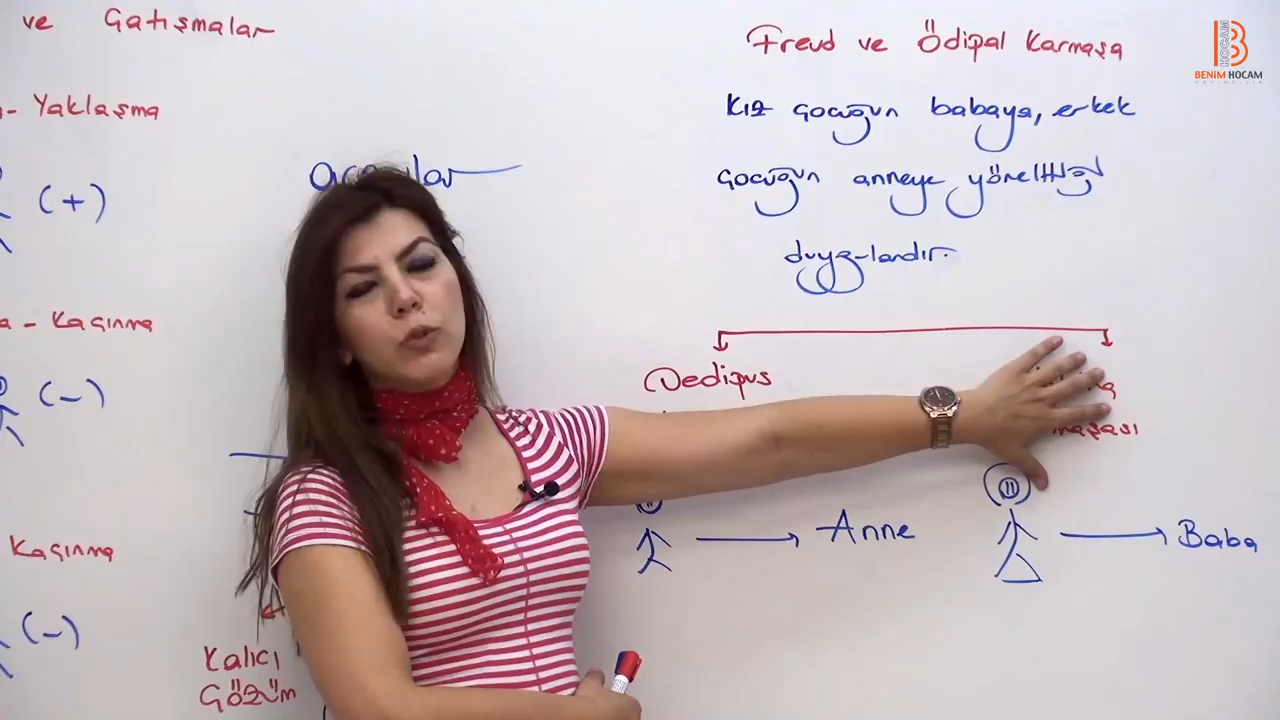 ve Çatışmalar
- Yaklaşma
(+)
a - Kaçınma
(-)
Kaçınma
(-)
Kalıcı
Çözüm
Freud ve Ödipal Karmaşa
Kız çocuğun babaya, erkek
çocuğun anneye yönelttiği
duygulardır.
Oedipus
Anne
Baba
BENİM HOCAM
YAYINCILIK